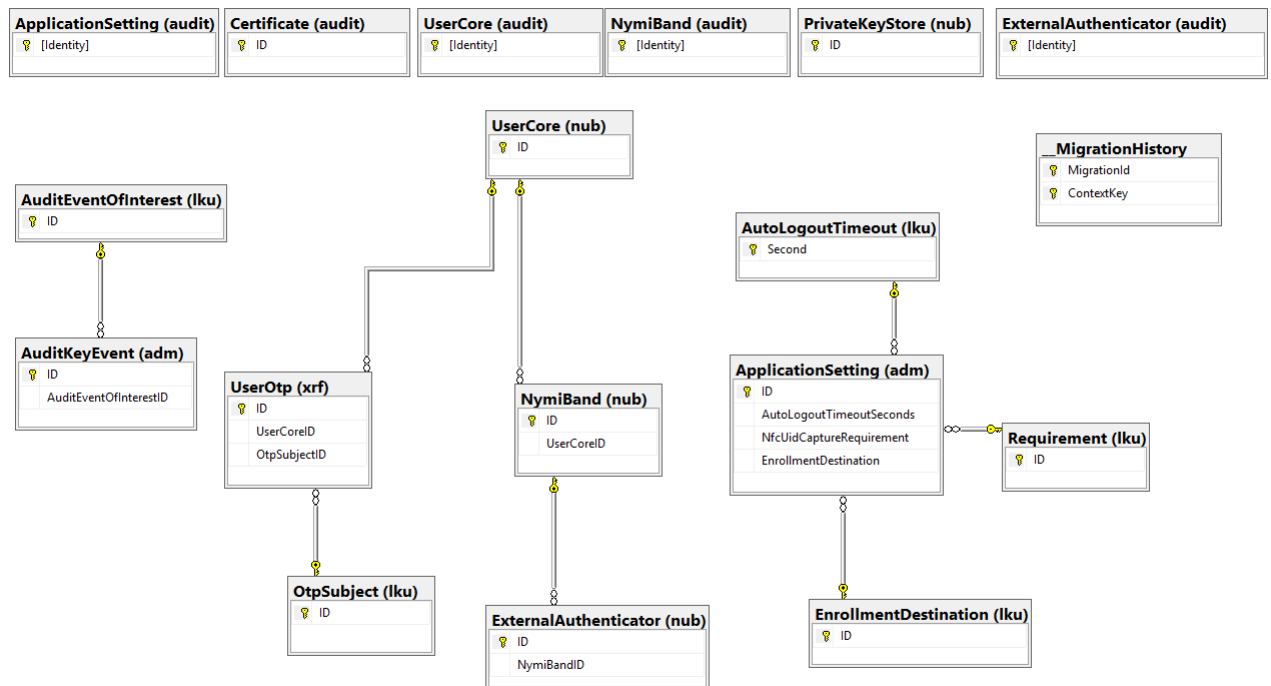 ApplicationSetting (audit)
[Identity]
Certificate (audit)
ID
UserCore (audit)
[Identity]
NymiBand (audit)
[Identity]
PrivateKeyStore (nub)
ID
ExternalAuthenticator (audit)
[Identity]
UserCore (nub)
ID
__MigrationHistory
MigrationId
ContextKey
AuditEventOfInterest (lku)
ID
AutoLogoutTimeout (lku)
Second
AuditKeyEvent (adm)
ID
AuditEventOfInterestID
UserOtp (xrf)
ID
UserCoreID
OtpSubjectID
NymiBand (nub)
ID
UserCoreID
ApplicationSetting (adm)
ID
AutoLogoutTimeoutSeconds
NfcUidCaptureRequirement
EnrollmentDestination
Requirement (lku)
ID
OtpSubject (lku)
ID
ExternalAuthenticator (nub)
ID
NymiBandID
EnrollmentDestination (lku)
ID